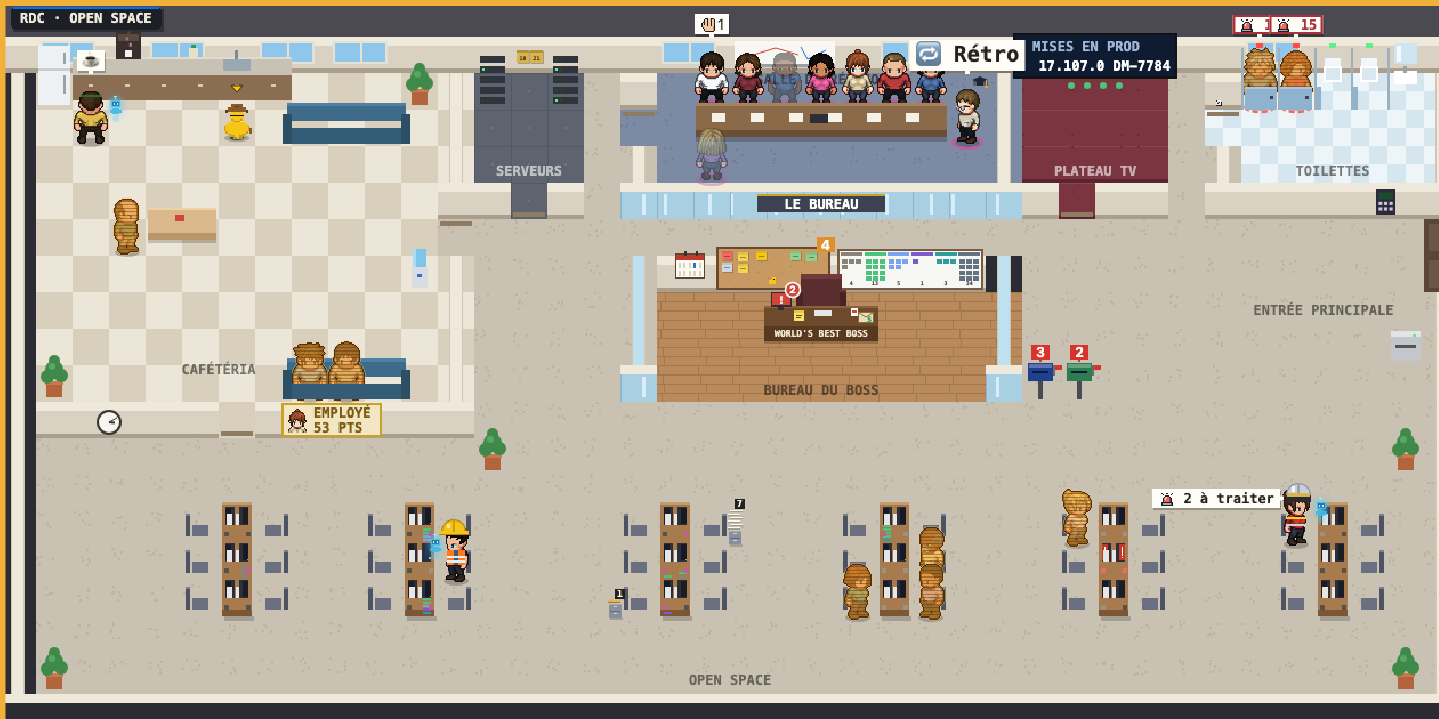 RDC · OPEN SPACE
1
15
Rétro
MISES EN PROD
17.107.0 DM-7784
SERVEURS
PLATEAU TV
TOILETTES
LE BUREAU
4
2
WORLD'S BEST BOSS
BUREAU DU BOSS
ENTRÉE PRINCIPALE
3
2
CAFÉTÉRIA
EMPLOYÉ
53 PTS
7
2 à traiter
1
OPEN SPACE